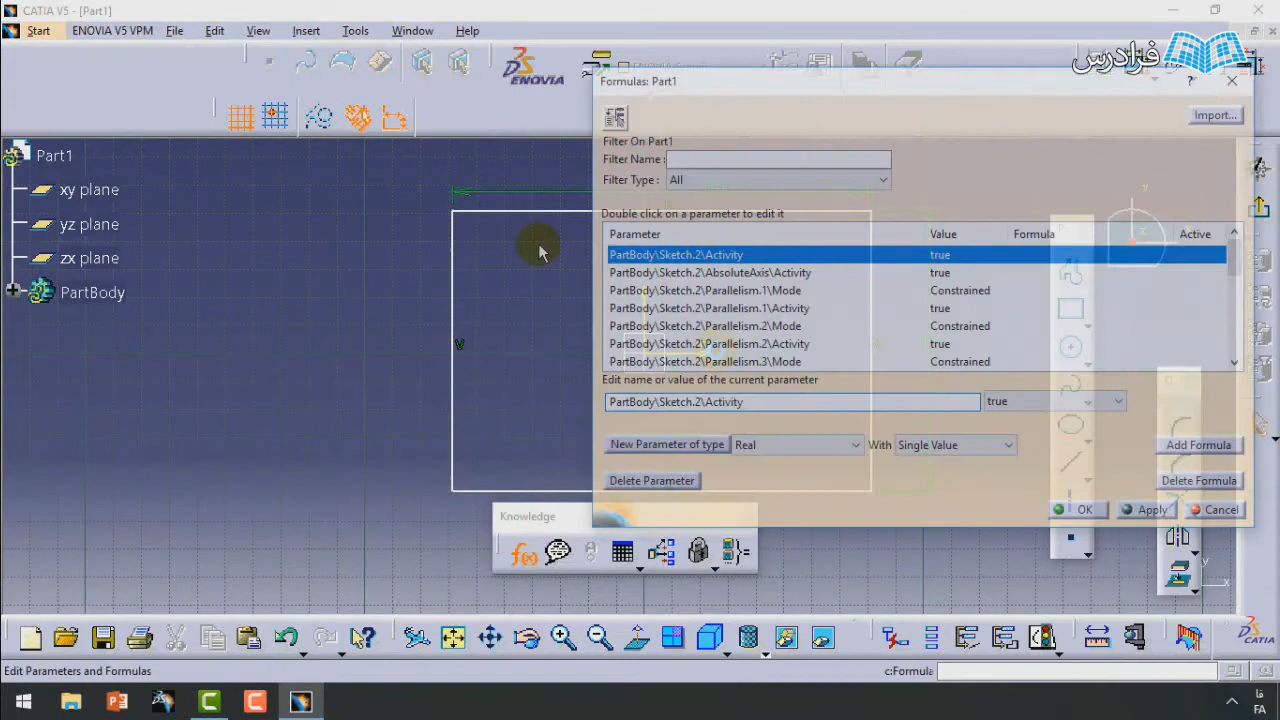 CATIA V5 - [Part1]
Start ENOVIA V5 VPM File Edit View Insert Tools Window Help
فرادرس
ENOVIA
Formulas: Part1
Import...
Filter On Part1
Filter Name :
Filter Type : All
Double click on a parameter to edit it
Parameter Value Formula Active
PartBody\Sketch.2\Activity true
PartBody\Sketch.2\AbsoluteAxis\Activity true
PartBody\Sketch.2\Parallelism.1\Mode Constrained
PartBody\Sketch.2\Parallelism.1\Activity true
PartBody\Sketch.2\Parallelism.2\Mode Constrained
PartBody\Sketch.2\Parallelism.2\Activity true
PartBody\Sketch.2\Parallelism.3\Mode Constrained
Edit name or value of the current parameter
PartBody\Sketch.2\Activity true
New Parameter of type Real With Single Value Add Formula
Delete Parameter Delete Formula
OK Apply Cancel
Part1
xy plane
yz plane
zx plane
PartBody
V
y
z
Knowledge
f(x)
y
x
CATIA
Edit Parameters and Formulas
c:Formula
فا
FA